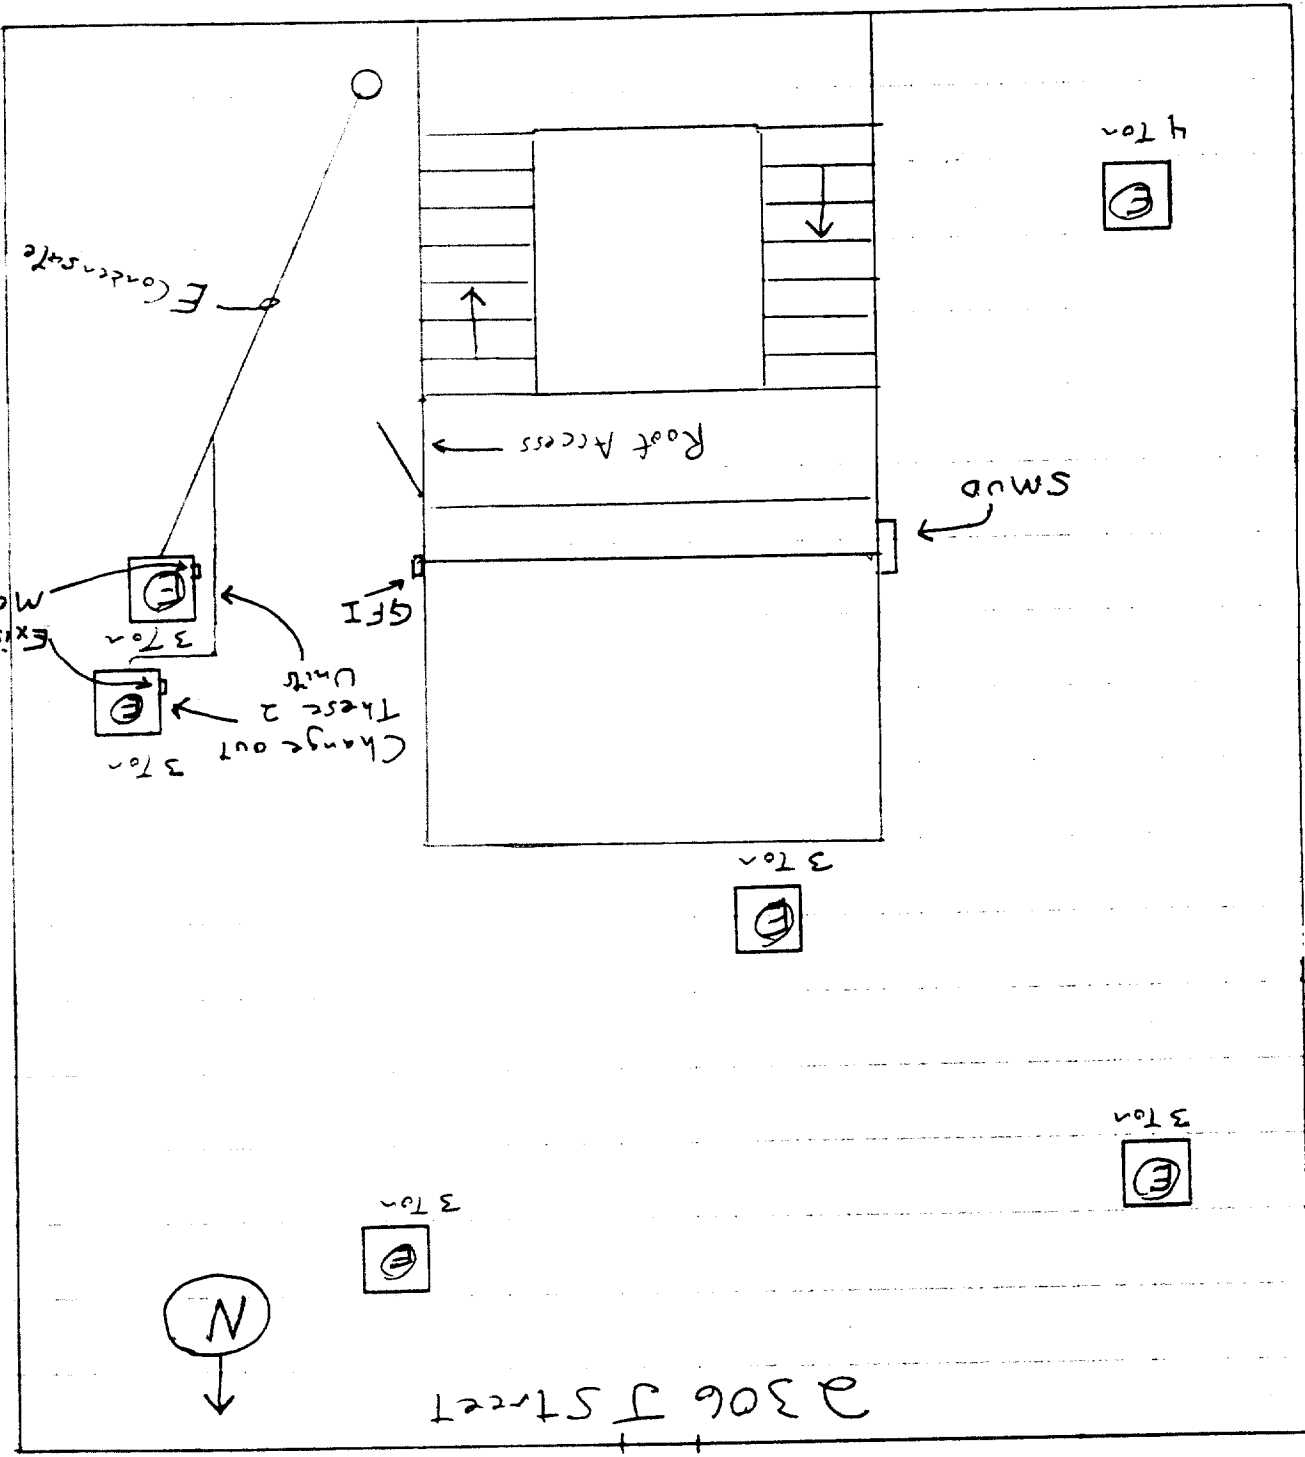 2306 J Street
N
3 Ton
E
3 Ton
E
3 Ton
E
Change out
These 2
Units
3 Ton
E
3 Ton
E
GFI
SMUD
Roof Access
E Condensate
4 Ton
E